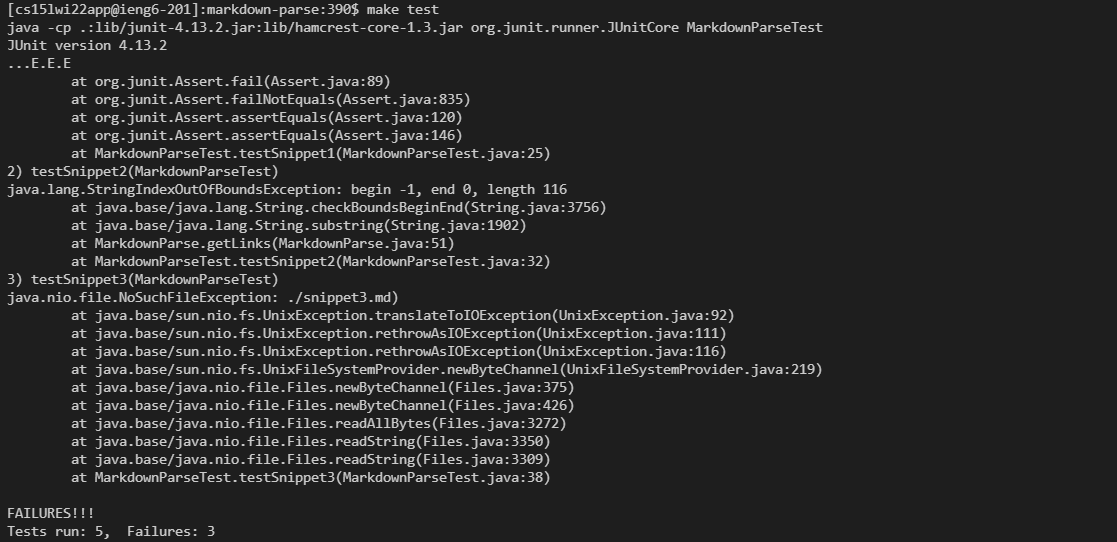 [cs15lwi22app@ieng6-201]:markdown-parse:390$ make test
java -cp .:lib/junit-4.13.2.jar:lib/hamcrest-core-1.3.jar org.junit.runner.JUnitCore MarkdownParseTest
JUnit version 4.13.2
...E.E.E
        at org.junit.Assert.fail(Assert.java:89)
        at org.junit.Assert.failNotEquals(Assert.java:835)
        at org.junit.Assert.assertEquals(Assert.java:120)
        at org.junit.Assert.assertEquals(Assert.java:146)
        at MarkdownParseTest.testSnippet1(MarkdownParseTest.java:25)
2) testSnippet2(MarkdownParseTest)
java.lang.StringIndexOutOfBoundsException: begin -1, end 0, length 116
        at java.base/java.lang.String.checkBoundsBeginEnd(String.java:3756)
        at java.base/java.lang.String.substring(String.java:1902)
        at MarkdownParse.getLinks(MarkdownParse.java:51)
        at MarkdownParseTest.testSnippet2(MarkdownParseTest.java:32)
3) testSnippet3(MarkdownParseTest)
java.nio.file.NoSuchFileException: ./snippet3.md)
        at java.base/sun.nio.fs.UnixException.translateToIOException(UnixException.java:92)
        at java.base/sun.nio.fs.UnixException.rethrowAsIOException(UnixException.java:111)
        at java.base/sun.nio.fs.UnixException.rethrowAsIOException(UnixException.java:116)
        at java.base/sun.nio.fs.UnixFileSystemProvider.newByteChannel(UnixFileSystemProvider.java:219)
        at java.base/java.nio.file.Files.newByteChannel(Files.java:375)
        at java.base/java.nio.file.Files.newByteChannel(Files.java:426)
        at java.base/java.nio.file.Files.readAllBytes(Files.java:3272)
        at java.base/java.nio.file.Files.readString(Files.java:3350)
        at java.base/java.nio.file.Files.readString(Files.java:3309)
        at MarkdownParseTest.testSnippet3(MarkdownParseTest.java:38)

FAILURES!!!
Tests run: 5,  Failures: 3